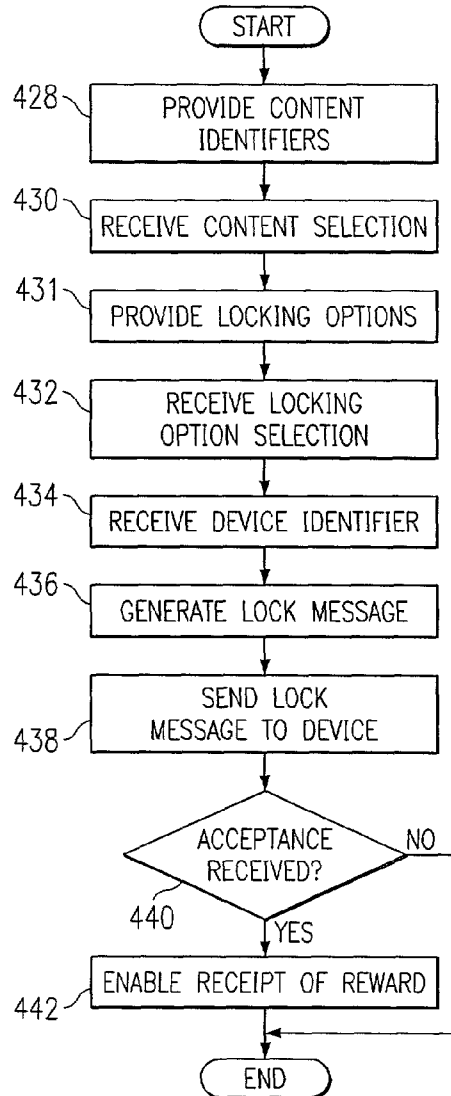 START
428
PROVIDE CONTENT
IDENTIFIERS
430
RECEIVE CONTENT SELECTION
431
PROVIDE LOCKING OPTIONS
432
RECEIVE LOCKING
OPTION SELECTION
434
RECEIVE DEVICE IDENTIFIER
436
GENERATE LOCK MESSAGE
SEND LOCK
MESSAGE TO DEVICE
438
ACCEPTANCE
RECEIVED?
NO
440
YES
ENABLE RECEIPT OF REWARD
442
END